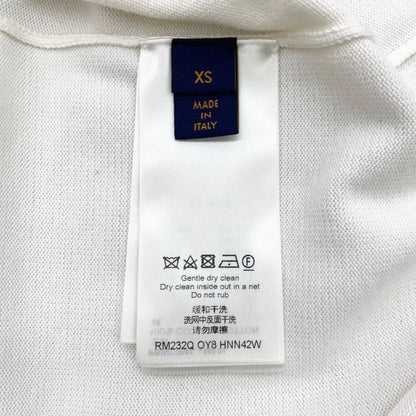 XS
MADE
IN
ITALY
Gentle dry clean
Dry clean inside out in a net
Do not rub
缓和干洗
洗网中反面干洗
请勿摩擦
RM232Q OY8 HNN42W